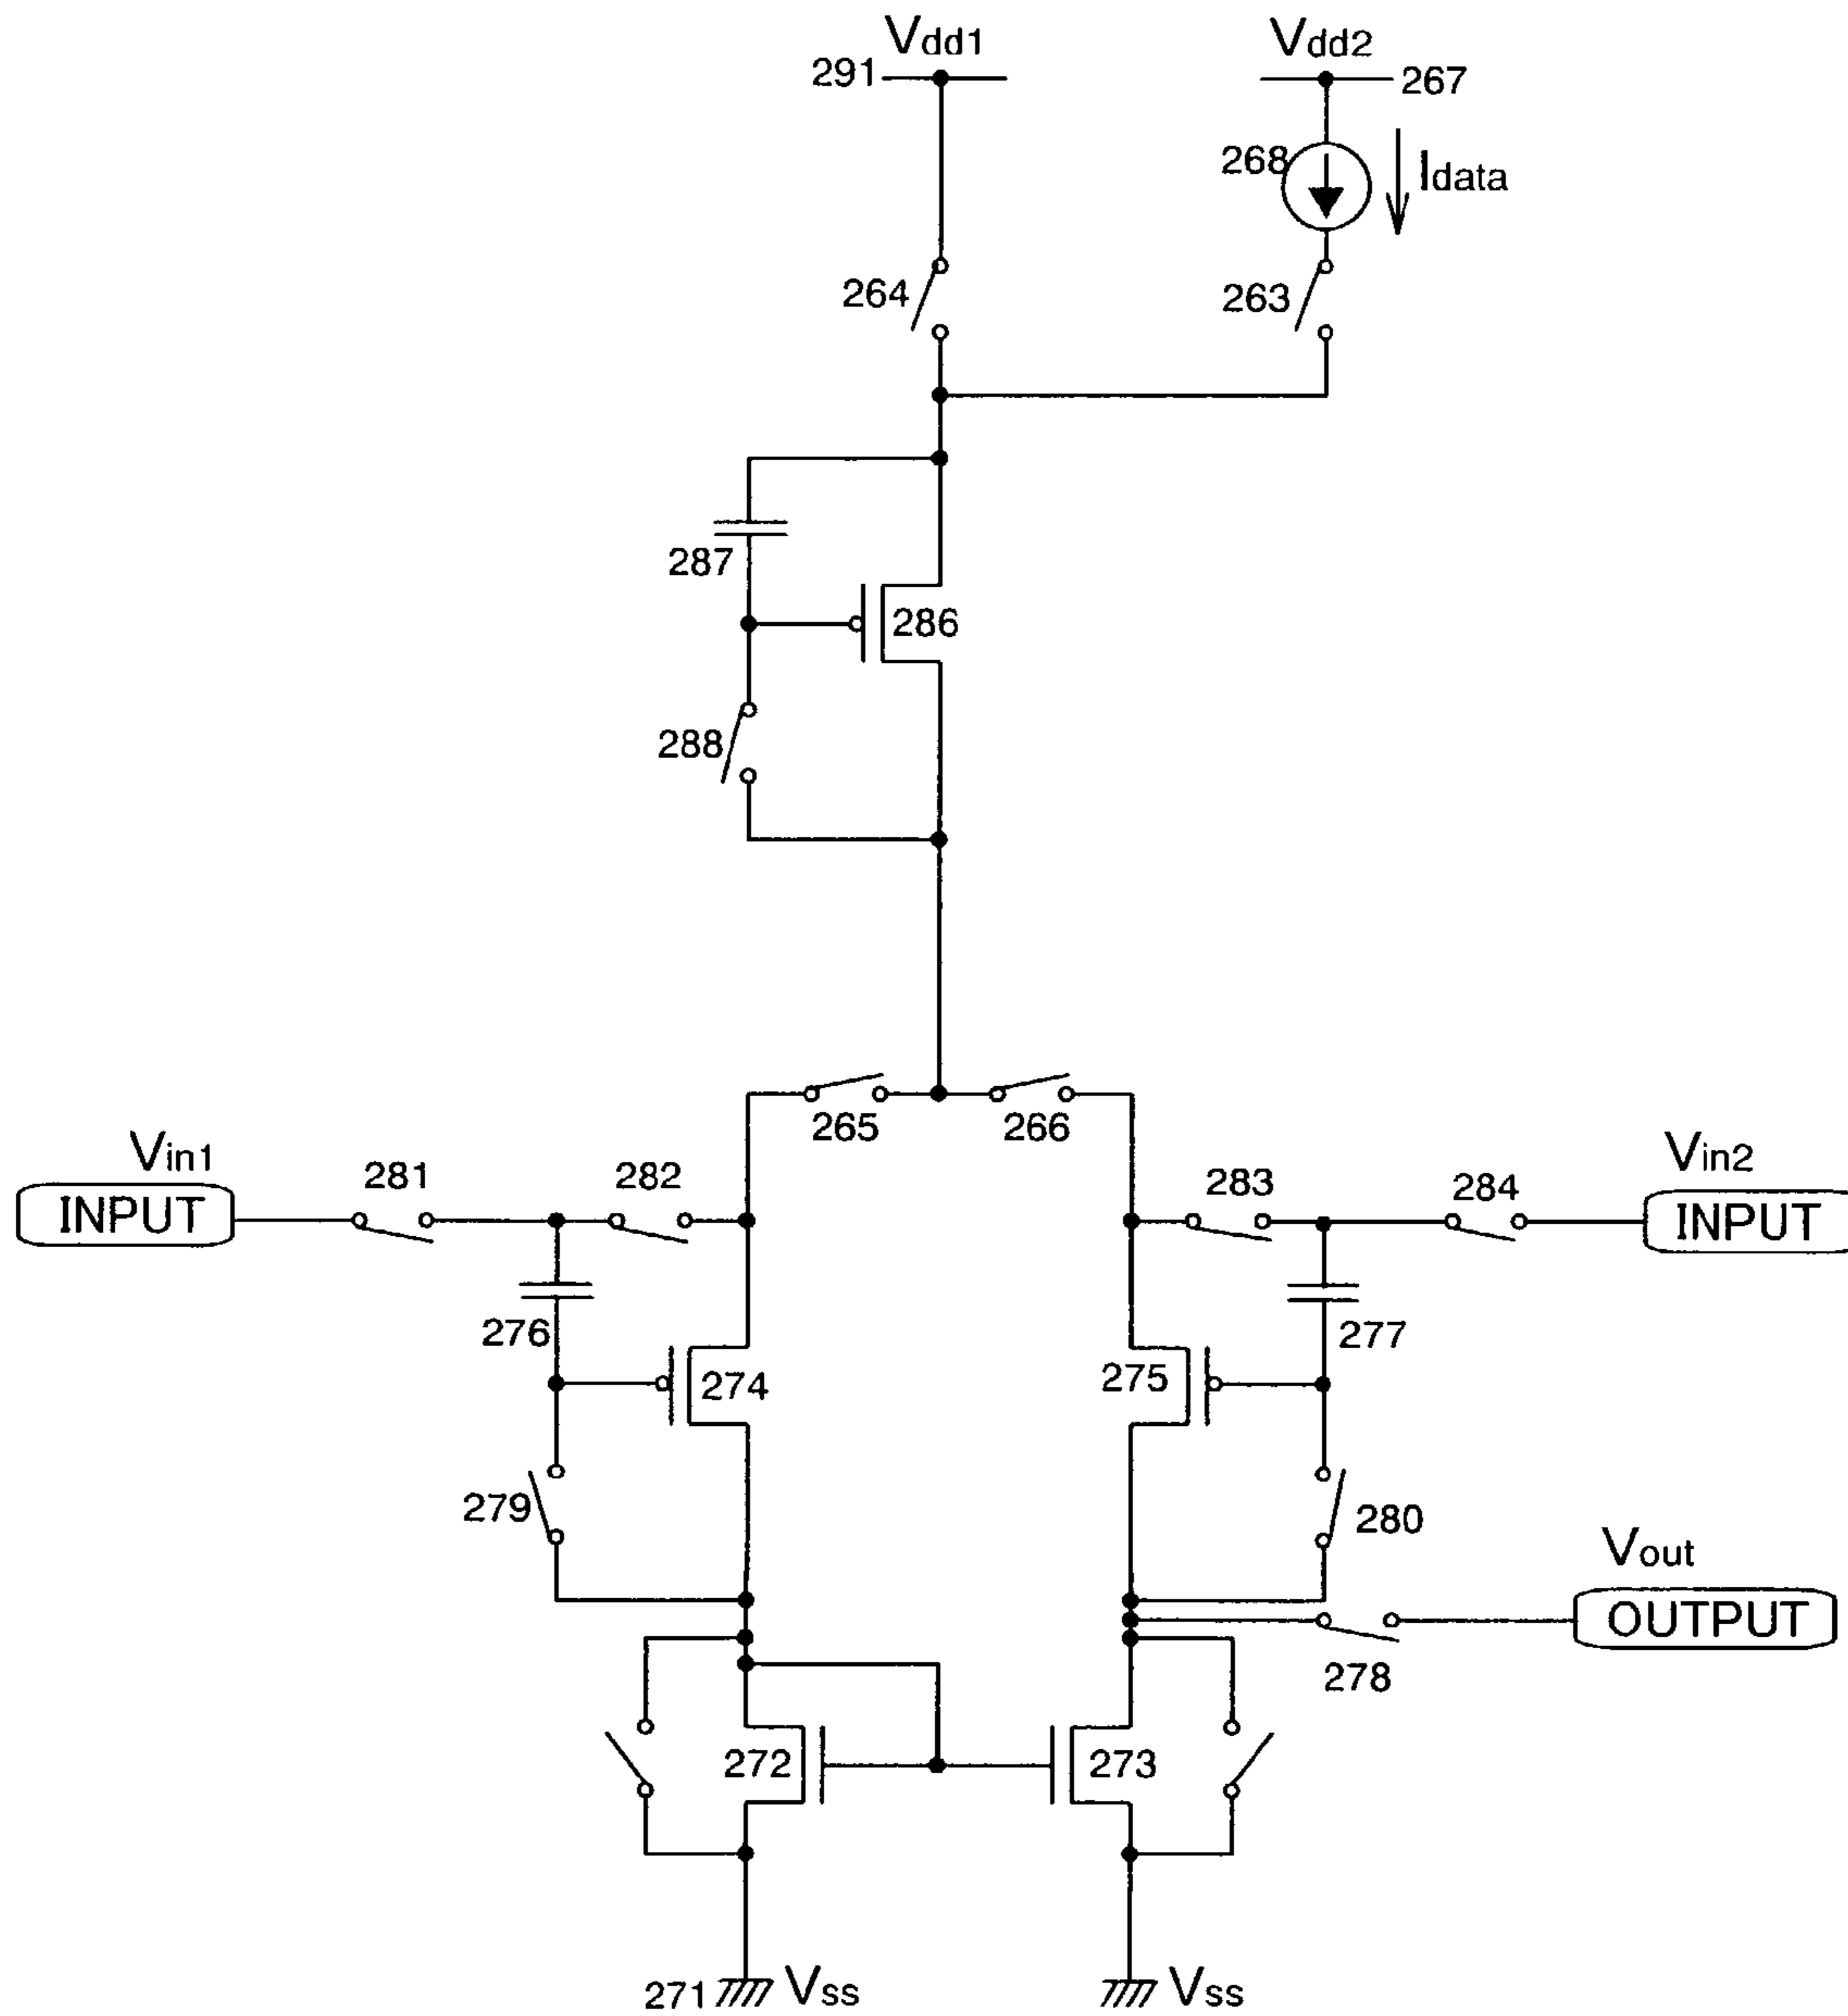 Vdd1
Vdd2
291
267
268
Idata
264
263
287
286
288
265
266
Vin1
Vin2
281
282
283
284
INPUT
INPUT
276
277
274
275
279
280
Vout
OUTPUT
278
272
273
271
Vss
Vss